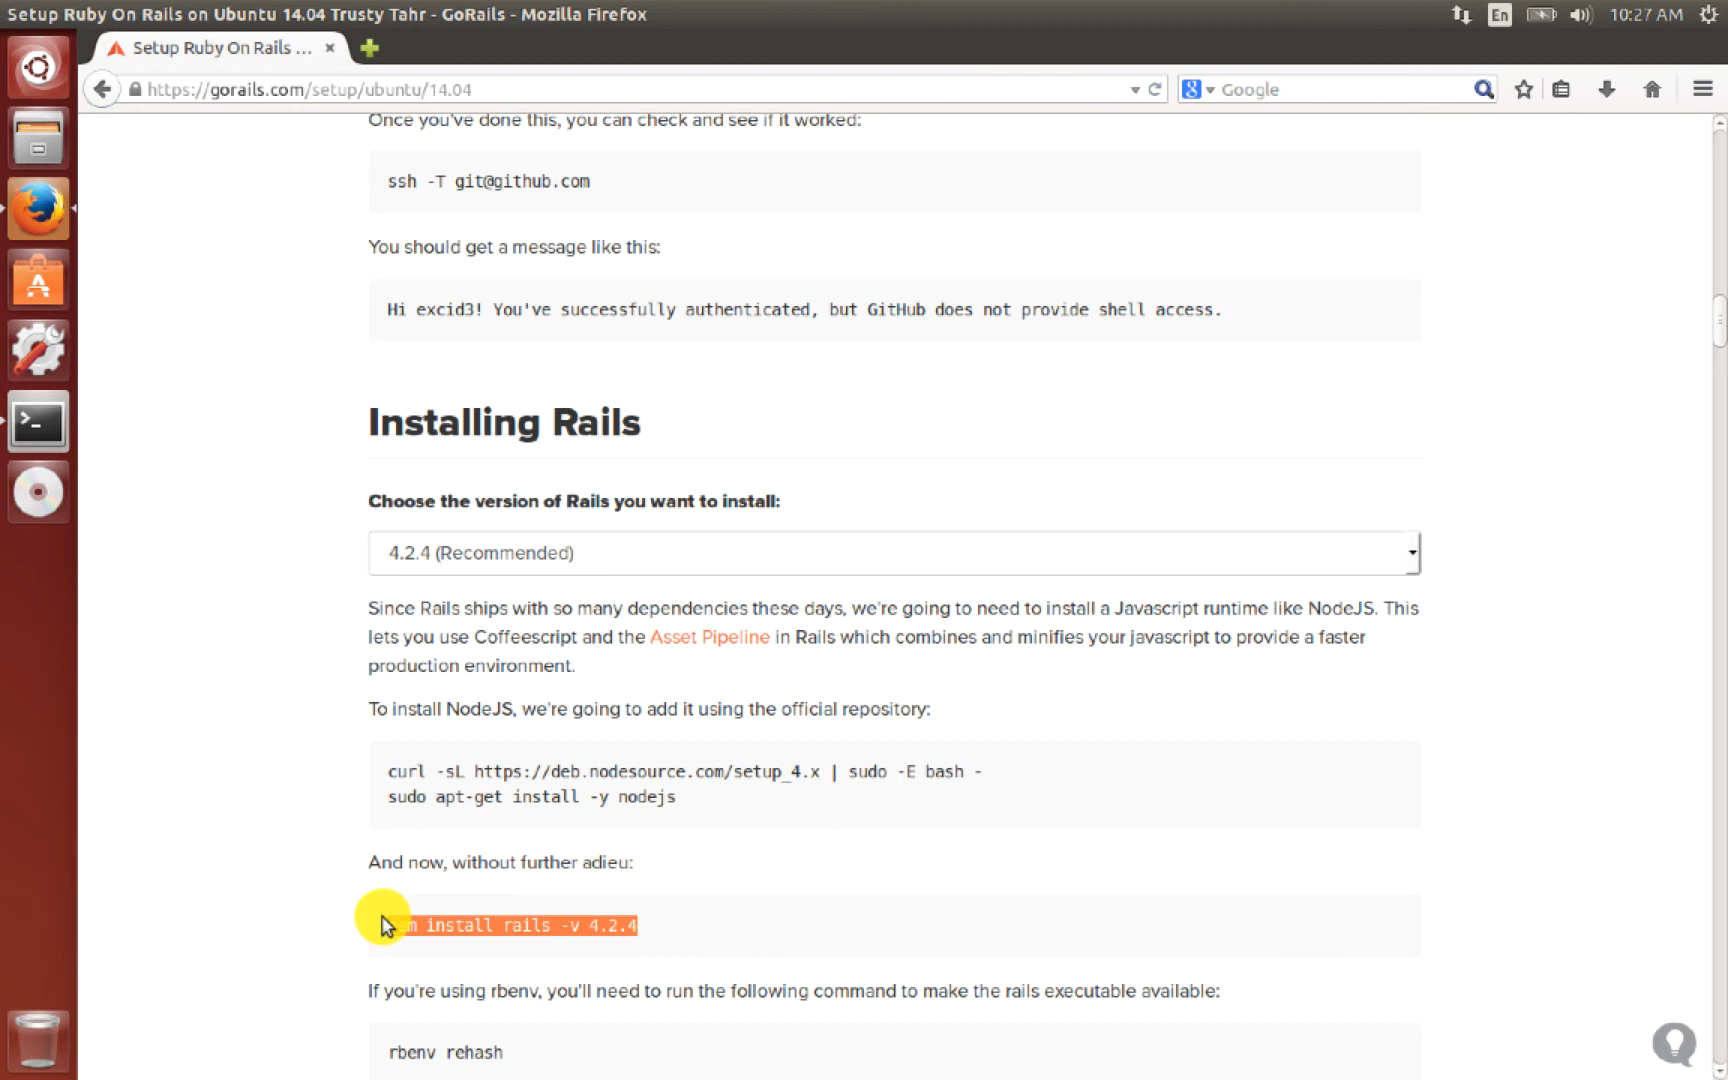 Setup Ruby On Rails on Ubuntu 14.04 Trusty Tahr - GoRails - Mozilla Firefox
En
10:27 AM
Setup Ruby On Rails ...
https://gorails.com/setup/ubuntu/14.04
Google
Once you've done this, you can check and see if it worked:
ssh -T git@github.com
You should get a message like this:
Hi excid3! You've successfully authenticated, but GitHub does not provide shell access.
Installing Rails
Choose the version of Rails you want to install:
4.2.4 (Recommended)
Since Rails ships with so many dependencies these days, we're going to need to install a Javascript runtime like NodeJS. This
lets you use Coffeescript and the Asset Pipeline in Rails which combines and minifies your javascript to provide a faster
production environment.
To install NodeJS, we're going to add it using the official repository:
curl -sL https://deb.nodesource.com/setup_4.x | sudo -E bash -
sudo apt-get install -y nodejs
And now, without further adieu:
gem install rails -v 4.2.4
If you're using rbenv, you'll need to run the following command to make the rails executable available:
rbenv rehash